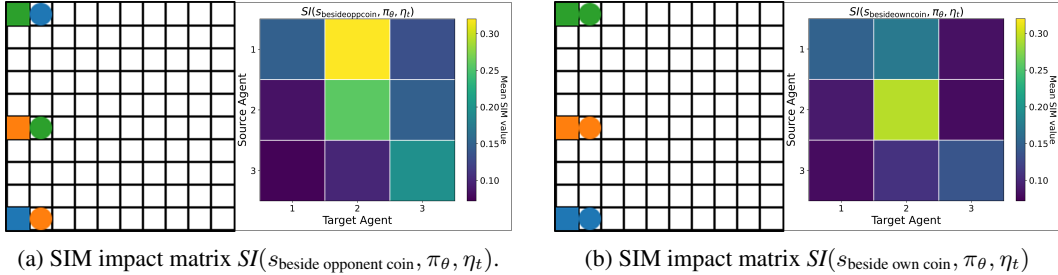 SI(s_besideoppcoin, π_θ, η_t)
1
2
3
Source Agent
1 2 3
Target Agent
0.30
0.25
0.20
0.15
0.10
Mean SIM value
(a) SIM impact matrix SI(s_beside opponent coin, π_θ, η_t).
SI(s_besideowncoin, π_θ, η_t)
1
2
3
Source Agent
1 2 3
Target Agent
0.30
0.25
0.20
0.15
0.10
Mean SIM value
(b) SIM impact matrix SI(s_beside own coin, π_θ, η_t)